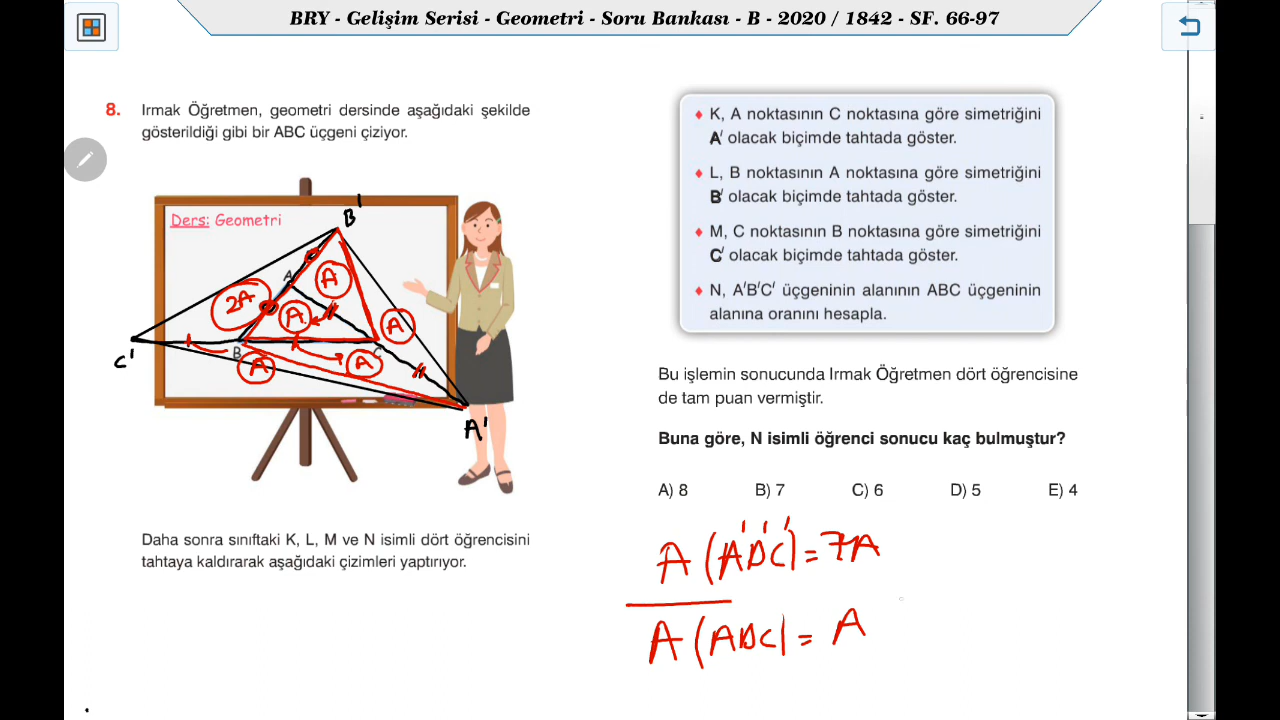 BRY - Gelişim Serisi - Geometri - Soru Bankası - B - 2020 / 1842 - SF. 66-97
8. Irmak Öğretmen, geometri dersinde aşağıdaki şekilde
gösterildiği gibi bir ABC üçgeni çiziyor.
Ders: Geometri
B'
A
A
2A
A
A
C'
B
C
A
A
A'
Daha sonra sınıftaki K, L, M ve N isimli dört öğrencisini
tahtaya kaldırarak aşağıdaki çizimleri yaptırıyor.
♦ K, A noktasının C noktasına göre simetriğini
A' olacak biçimde tahtada göster.
♦ L, B noktasının A noktasına göre simetriğini
B' olacak biçimde tahtada göster.
♦ M, C noktasının B noktasına göre simetriğini
C' olacak biçimde tahtada göster.
♦ N, A'B'C' üçgeninin alanının ABC üçgeninin
alanına oranını hesapla.
Bu işlemin sonucunda Irmak Öğretmen dört öğrencisine
de tam puan vermiştir.
Buna göre, N isimli öğrenci sonucu kaç bulmuştur?
A) 8 B) 7 C) 6 D) 5 E) 4
A(A'B'C') = 7A
A(ABC) = A